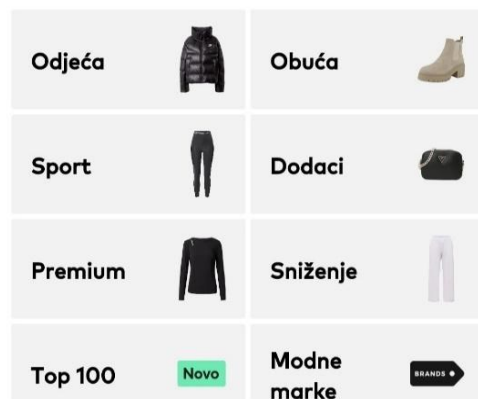 Odjeća
Obuća
Sport
Dodaci
Premium
Sniženje
Top 100
Novo
Modne
marke
BRANDS